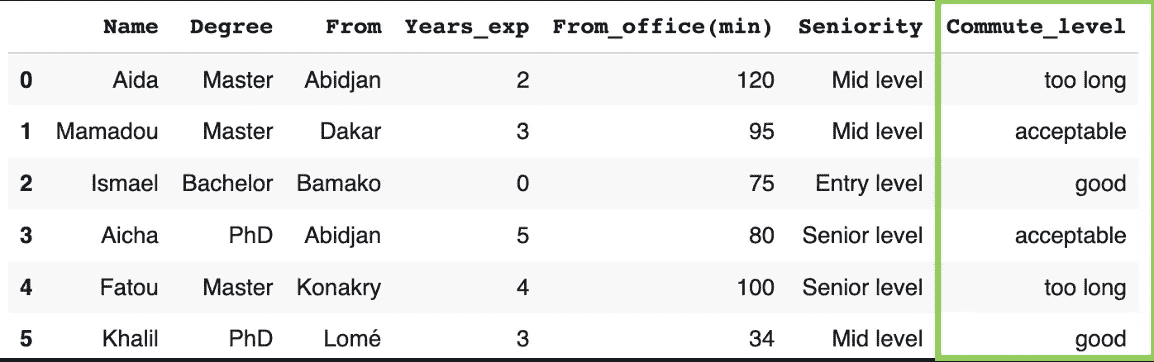 Name Degree From Years_exp From_office(min) Seniority Commute_level
0 Aida Master Abidjan 2 120 Mid level too long
1 Mamadou Master Dakar 3 95 Mid level acceptable
2 Ismael Bachelor Bamako 0 75 Entry level good
3 Aicha PhD Abidjan 5 80 Senior level acceptable
4 Fatou Master Konakry 4 100 Senior level too long
5 Khalil PhD Lomé 3 34 Mid level good